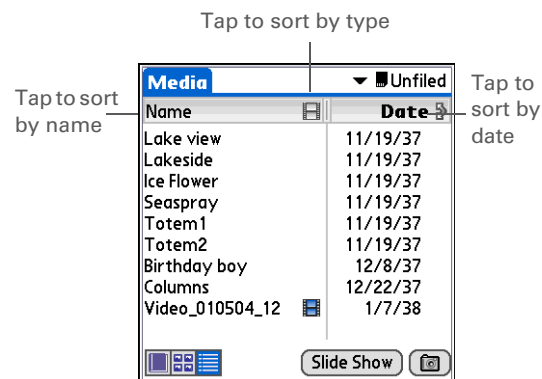 Tap to sort by type
Media
Unfiled
Tap to sort by name
Name
Date
Tap to sort by date
Lake view 11/19/37
Lakeside 11/19/37
Ice Flower 11/19/37
Seaspray 11/19/37
Totem1 11/19/37
Totem2 11/19/37
Birthday boy 12/8/37
Columns 12/22/37
Video_010504_12 1/7/38
Slide Show